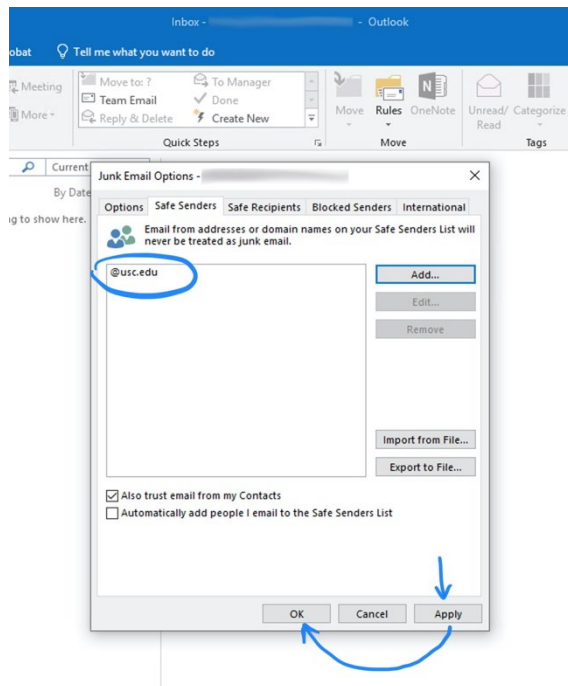 Inbox - - Outlook
obat Tell me what you want to do
Meeting
More
Move to: ?
Team Email
Reply & Delete
To Manager
Done
Create New
Quick Steps
Move
Rules
OneNote
Move
Unread/
Read
Categorize
Tags
Current
By Date
ng to show here.
Junk Email Options -
Options Safe Senders Safe Recipients Blocked Senders International
Email from addresses or domain names on your Safe Senders List will
never be treated as junk email.
@usc.edu
Add...
Edit...
Remove
Import from File...
Export to File...
Also trust email from my Contacts
Automatically add people I email to the Safe Senders List
OK Cancel Apply